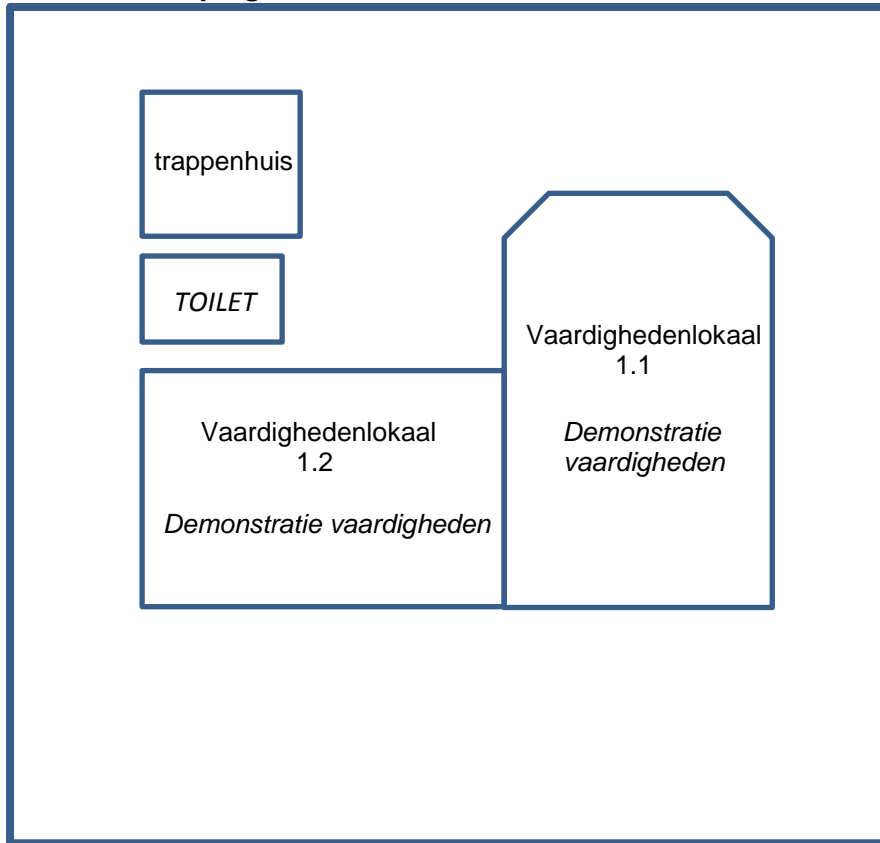 trappenhuis
TOILET
Vaardighedenlokaal
1.1
Demonstratie
vaardigheden
Vaardighedenlokaal
1.2
Demonstratie vaardigheden